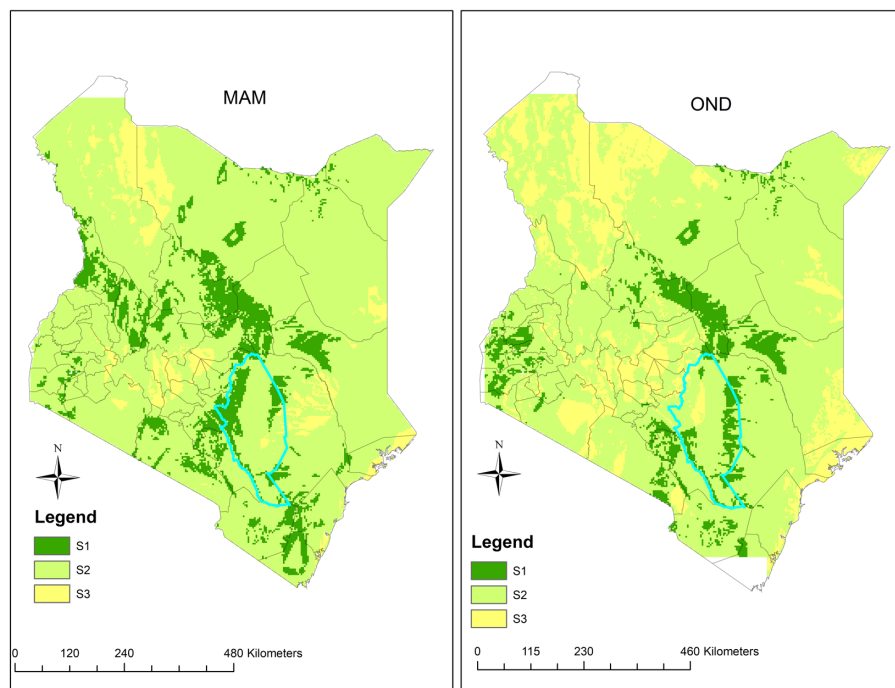 MAM
N
Legend
S1
S2
S3
0 120 240 480 Kilometers
OND
N
Legend
S1
S2
S3
0 115 230 460 Kilometers